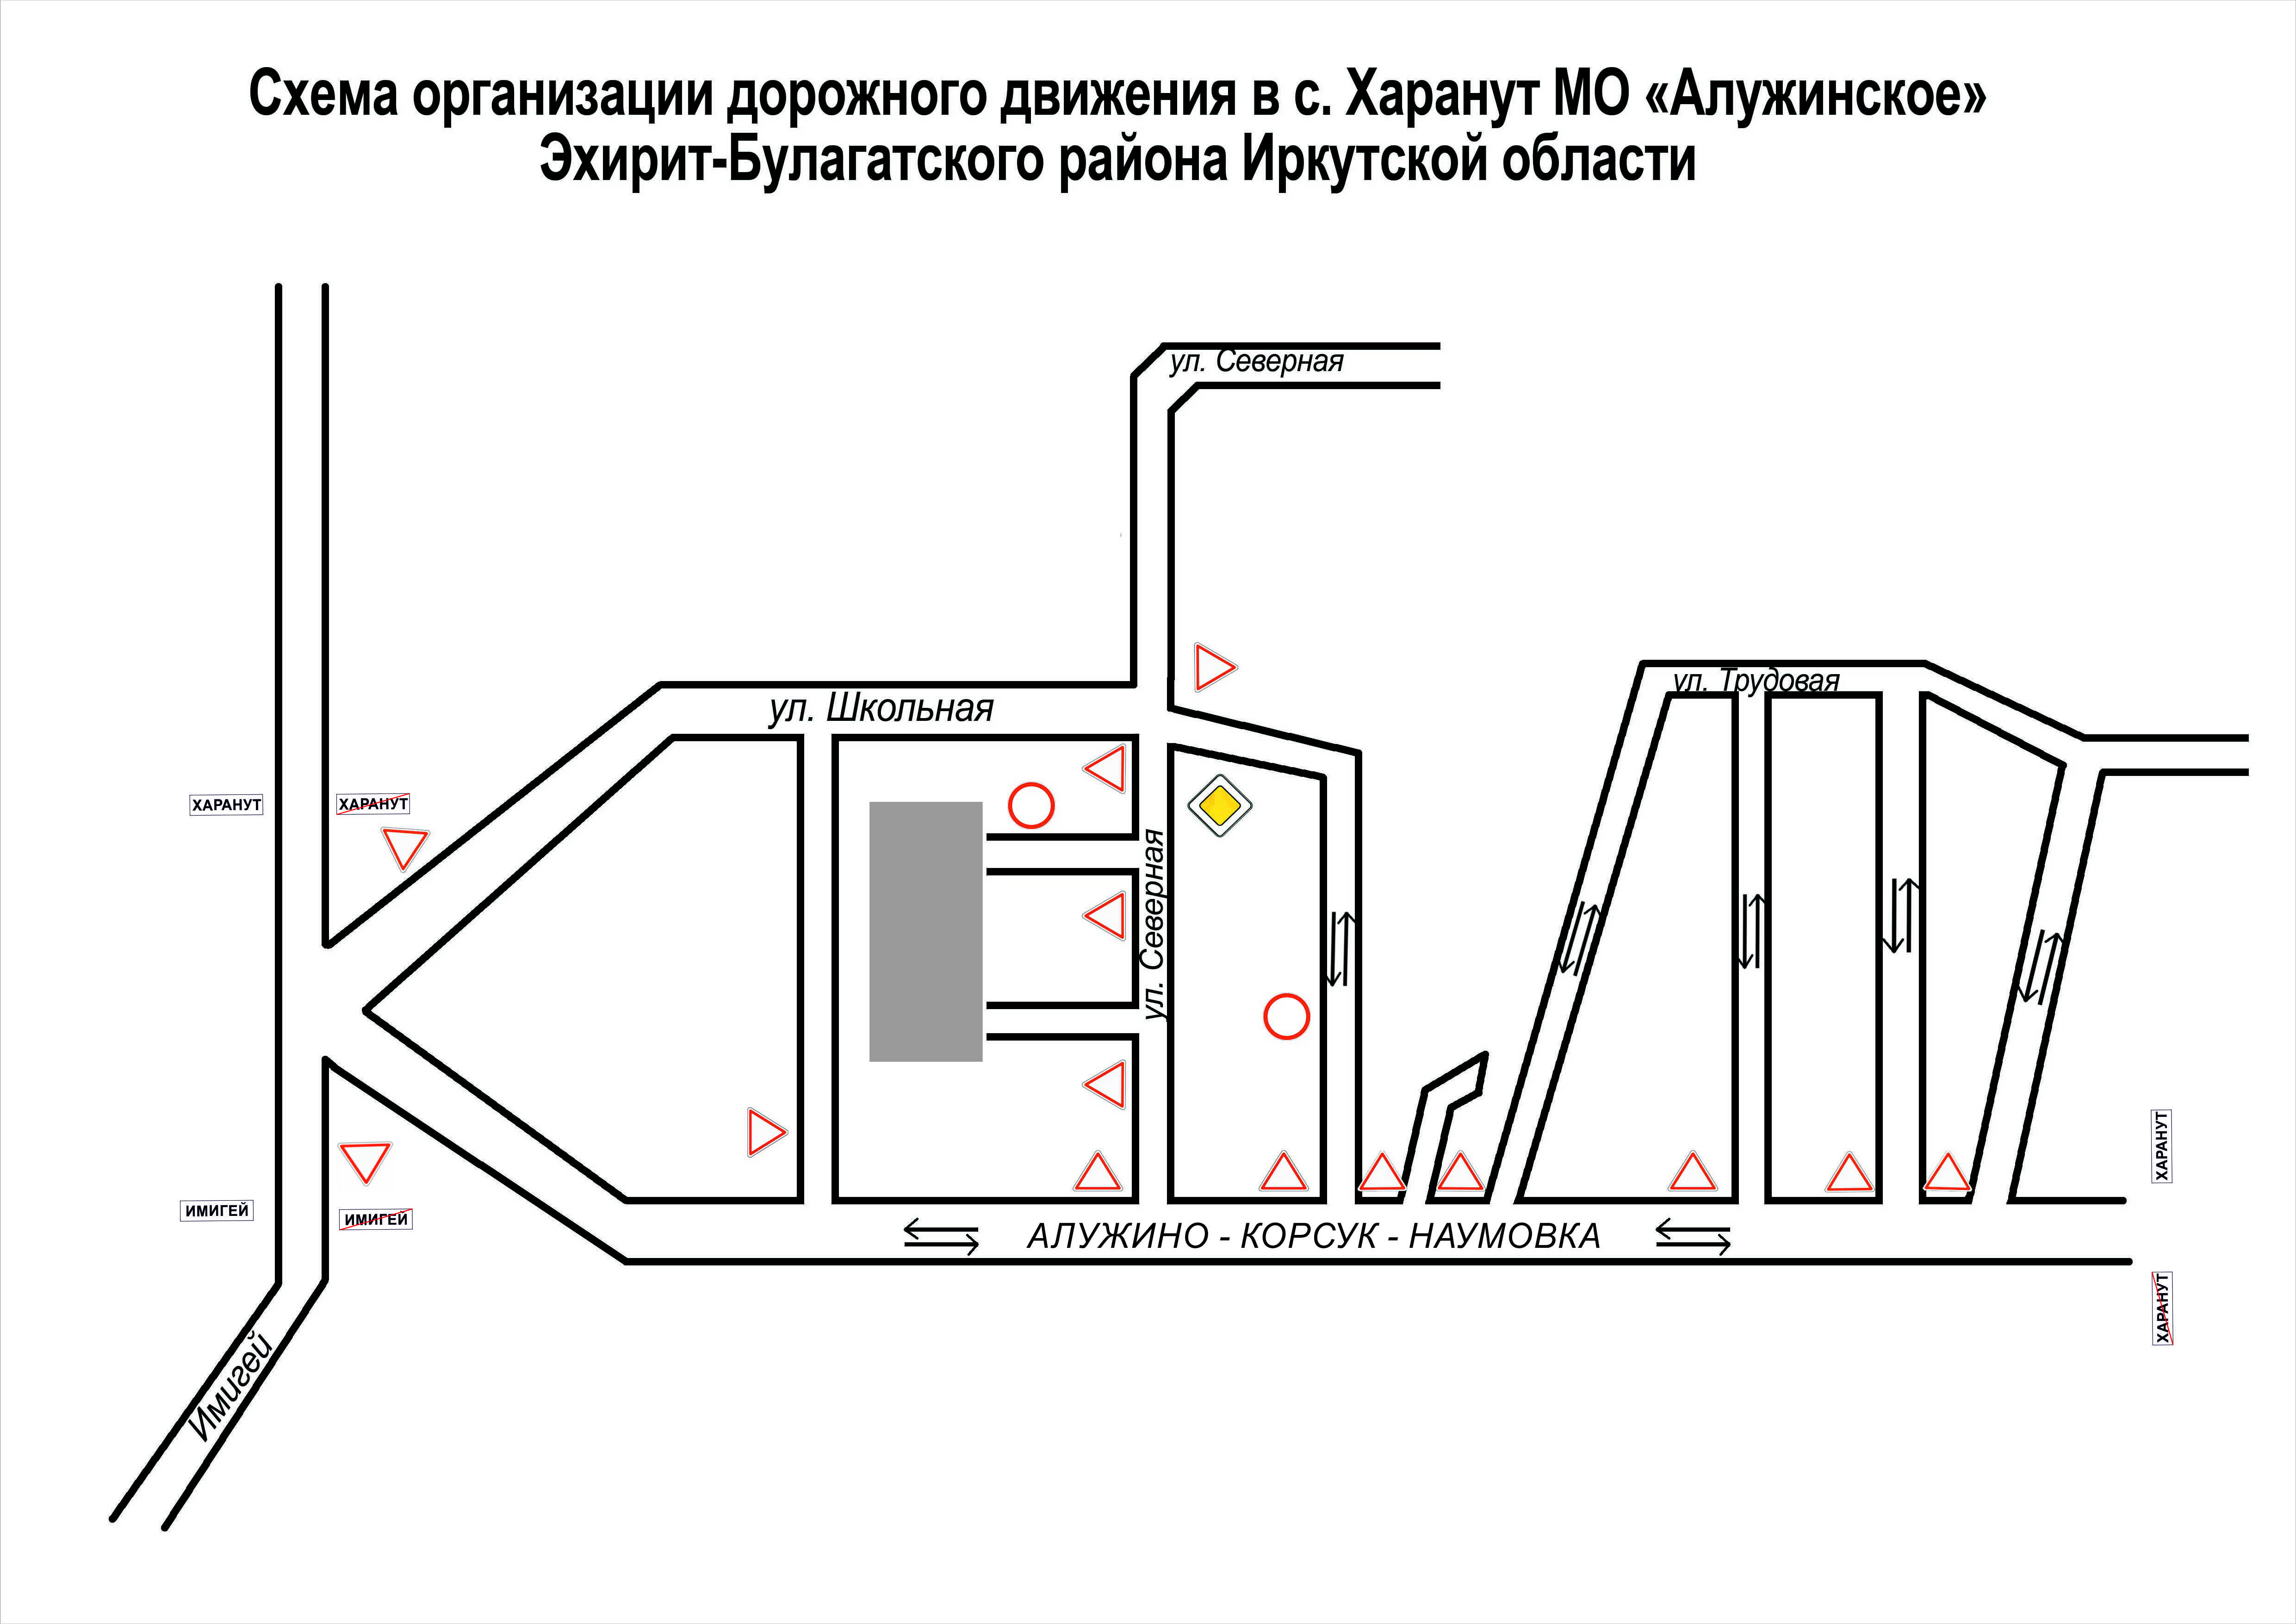 Схема организации дорожного движения в с. Харанут МО «Алужинское»
Эхирит-Булагатского района Иркутской области
ул. Северная
ул. Трудовая
ул. Школьная
ХАРАНУТ
ХАРАНУТ
ул. Северная
ХАРАНУТ
ИМИГЕЙ
ИМИГЕЙ
АЛУЖИНО - КОРСУК - НАУМОВКА
ХАРАНУТ
Имигей